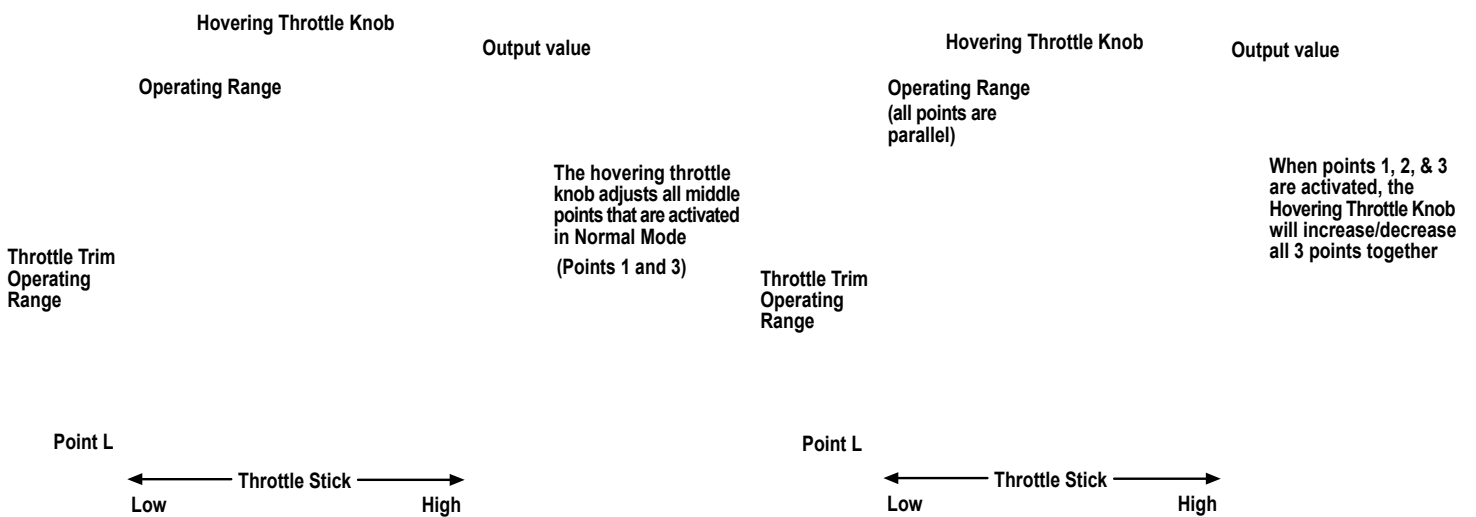 Hovering Throttle Knob
Output value
Operating Range
The hovering throttle
knob adjusts all middle
points that are activated
in Normal Mode
(Points 1 and 3)
Throttle Trim
Operating
Range
Point L
Throttle Stick
Low
High
Hovering Throttle Knob
Output value
Operating Range
(all points are
parallel)
When points 1, 2, & 3
are activated, the
Hovering Throttle Knob
will increase/decrease
all 3 points together
Throttle Trim
Operating
Range
Point L
Throttle Stick
Low
High